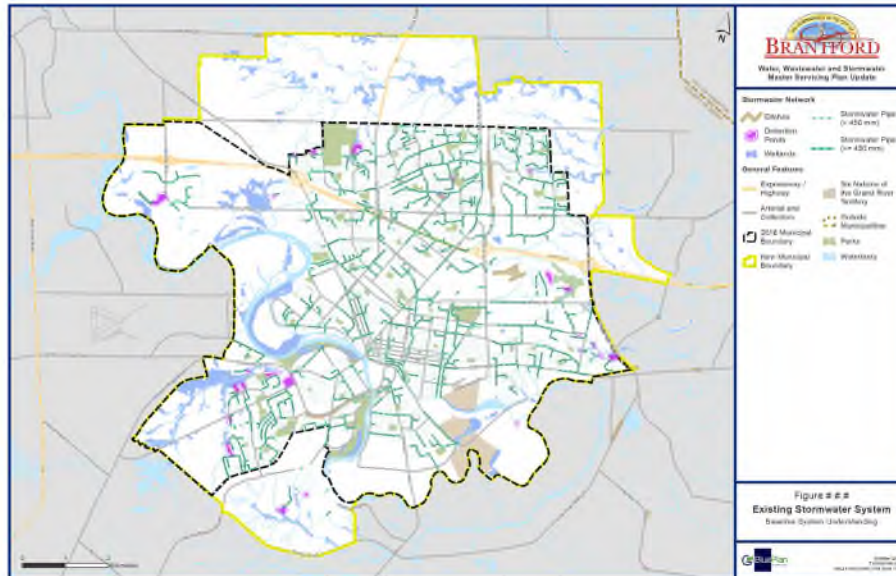 BRANTFORD
Water, Wastewater and Stormwater
Master Servicing Plan Update
Stormwater Network
Ditches
Detention
Ponds
Wetlands
Stormwater Pipe
(< 450 mm)
Stormwater Pipe
(>= 450 mm)
General Features
Expressway /
Highway
Arterial and
Collectors
2016 Municipal
Boundary
New Municipal
Boundary
Six Nations of
the Grand River
Territory
Outside
Municipalities
Parks
Waterbody
N
Figure #.#.#
Existing Stormwater System
Baseline System Understanding
BluePlan